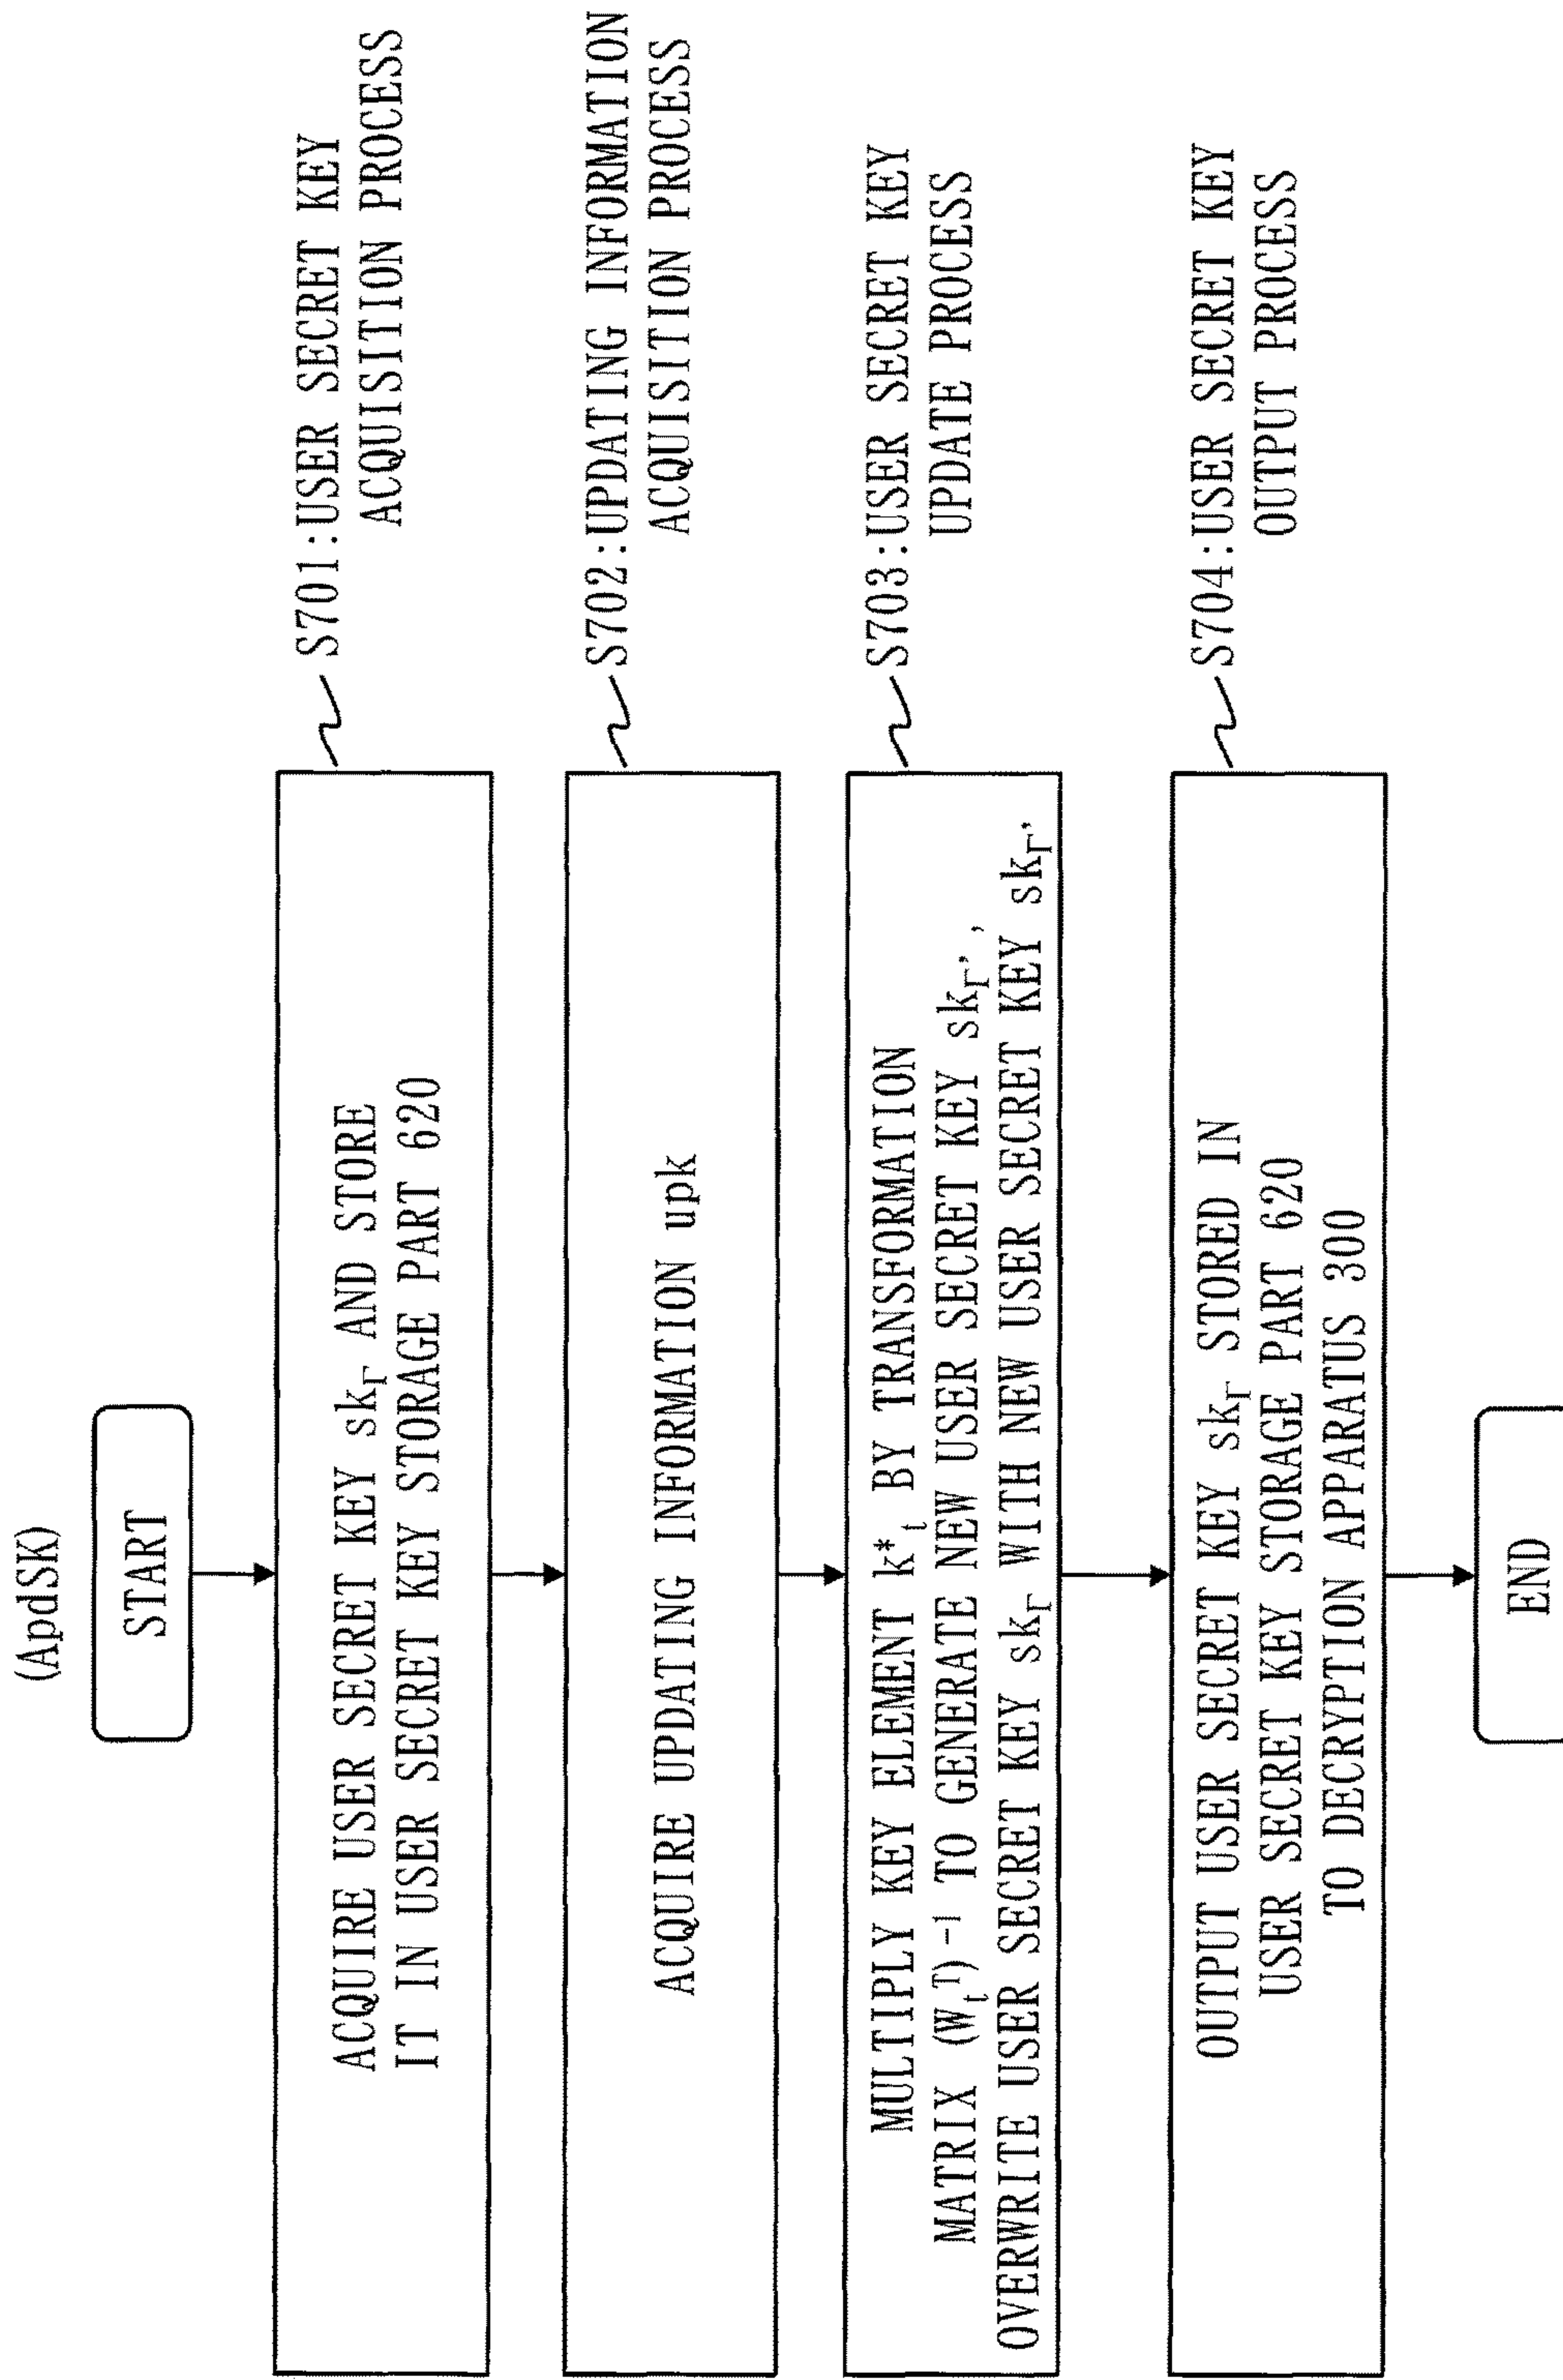 (ApdSK)
START
ACQUIRE USER SECRET KEY skΓ AND STORE
IT IN USER SECRET KEY STORAGE PART 620
S701:USER SECRET KEY
ACQUISITION PROCESS
ACQUIRE UPDATING INFORMATION upk
S702:UPDATING INFORMATION
ACQUISITION PROCESS
MULTIPLY KEY ELEMENT k*t BY TRANSFORMATION
MATRIX (WtT)-1 TO GENERATE NEW USER SECRET KEY skΓ',
OVERWRITE USER SECRET KEY skΓ WITH NEW USER SECRET KEY skΓ'
S703:USER SECRET KEY
UPDATE PROCESS
OUTPUT USER SECRET KEY skΓ STORED IN
USER SECRET KEY STORAGE PART 620
TO DECRYPTION APPARATUS 300
S704:USER SECRET KEY
OUTPUT PROCESS
END